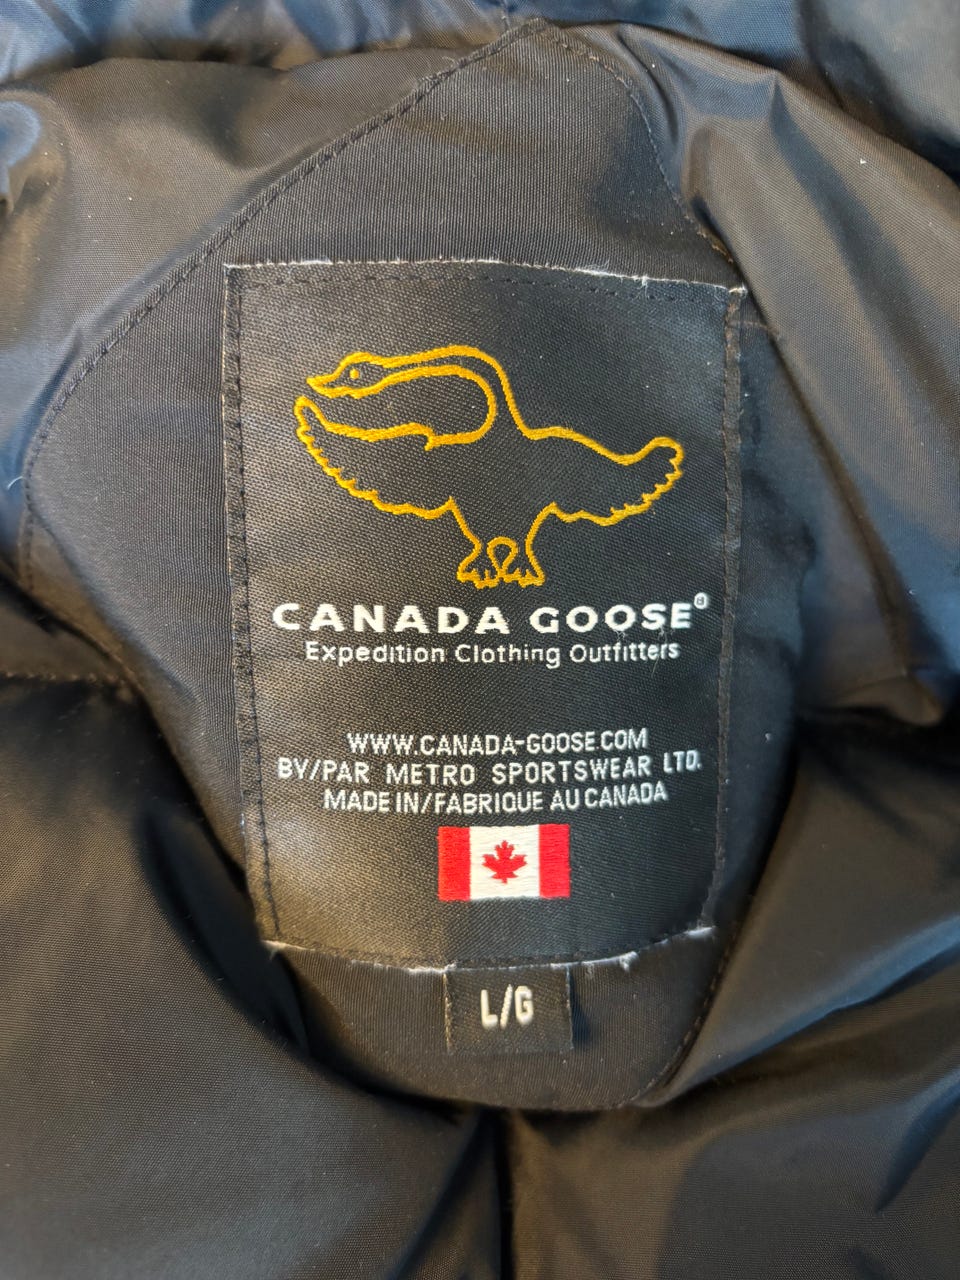 CANADA GOOSE®
Expedition Clothing Outfitters
WWW.CANADA-GOOSE.COM
BY/PAR METRO SPORTSWEAR LTD.
MADE IN/FABRIQUE AU CANADA
L/G